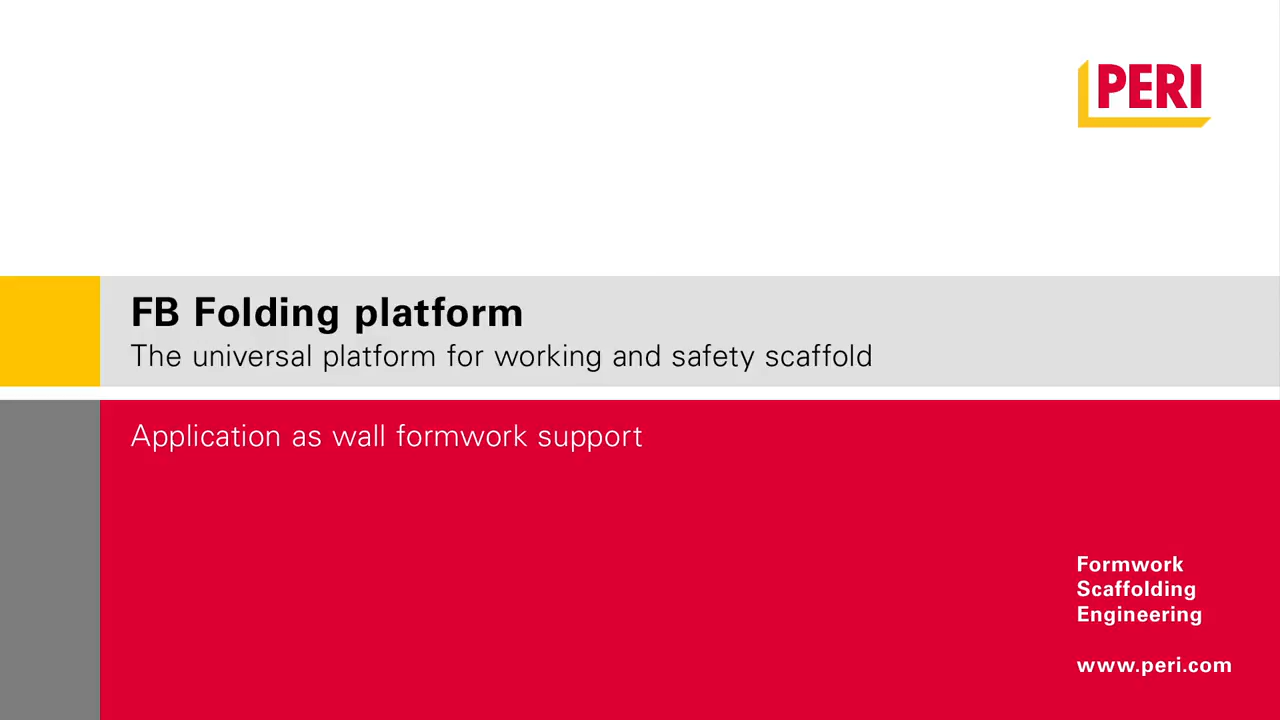 PERI
FB Folding platform
The universal platform for working and safety scaffold
Application as wall formwork support
Formwork
Scaffolding
Engineering
www.peri.com